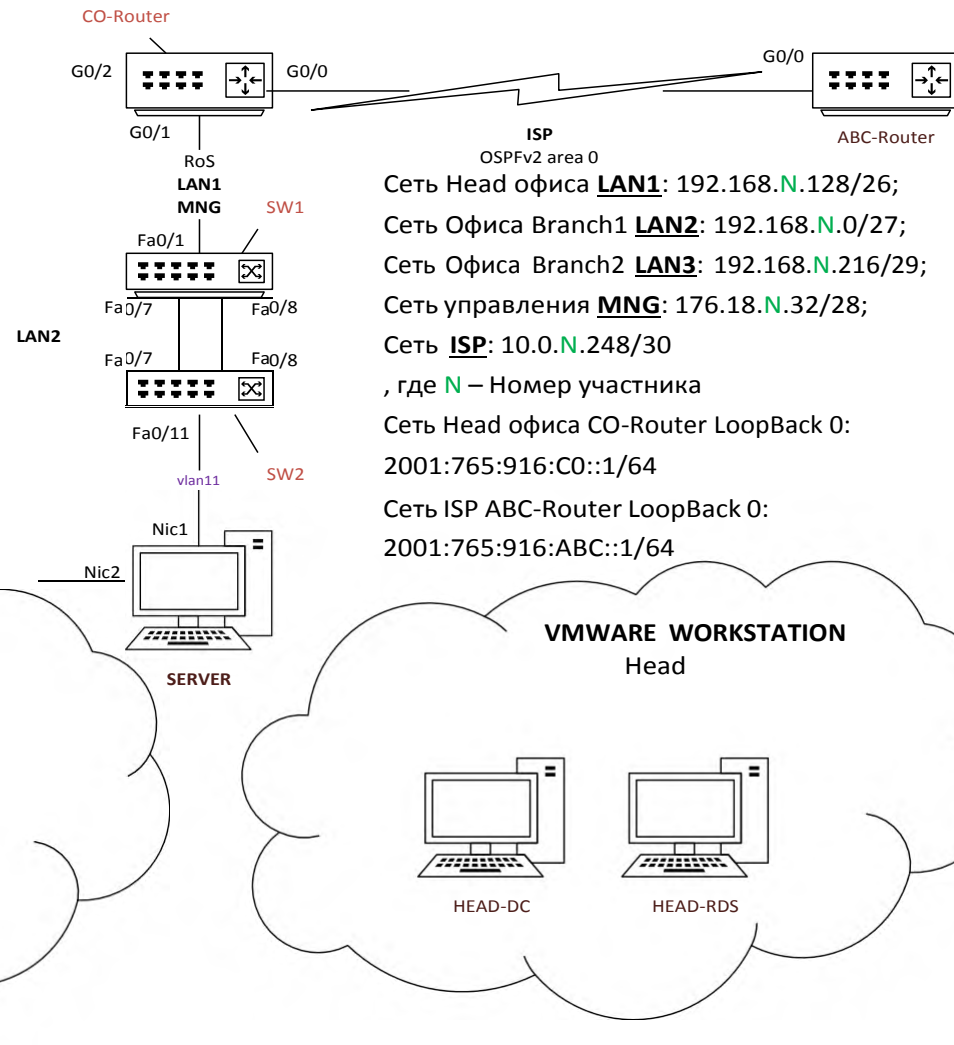 CO-Router
G0/2
G0/0
G0/0
G0/1
ISP
OSPFv2 area 0
ABC-Router
RoS
LAN1
MNG
SW1
Fa0/1
Fa0/7
Fa0/8
LAN2
Fa0/7
Fa0/8
Fa0/11
SW2
vlan11
Nic1
Nic2
SERVER
Сеть Head офиса LAN1: 192.168.N.128/26;
Сеть Офиса Branch1 LAN2: 192.168.N.0/27;
Сеть Офиса Branch2 LAN3: 192.168.N.216/29;
Сеть управления MNG: 176.18.N.32/28;
Сеть ISP: 10.0.N.248/30
, где N – Номер участника
Сеть Head офиса CO-Router LoopBack 0:
2001:765:916:C0::1/64
Сеть ISP ABC-Router LoopBack 0:
2001:765:916:ABC::1/64
VMWARE WORKSTATION
Head
HEAD-DC
HEAD-RDS